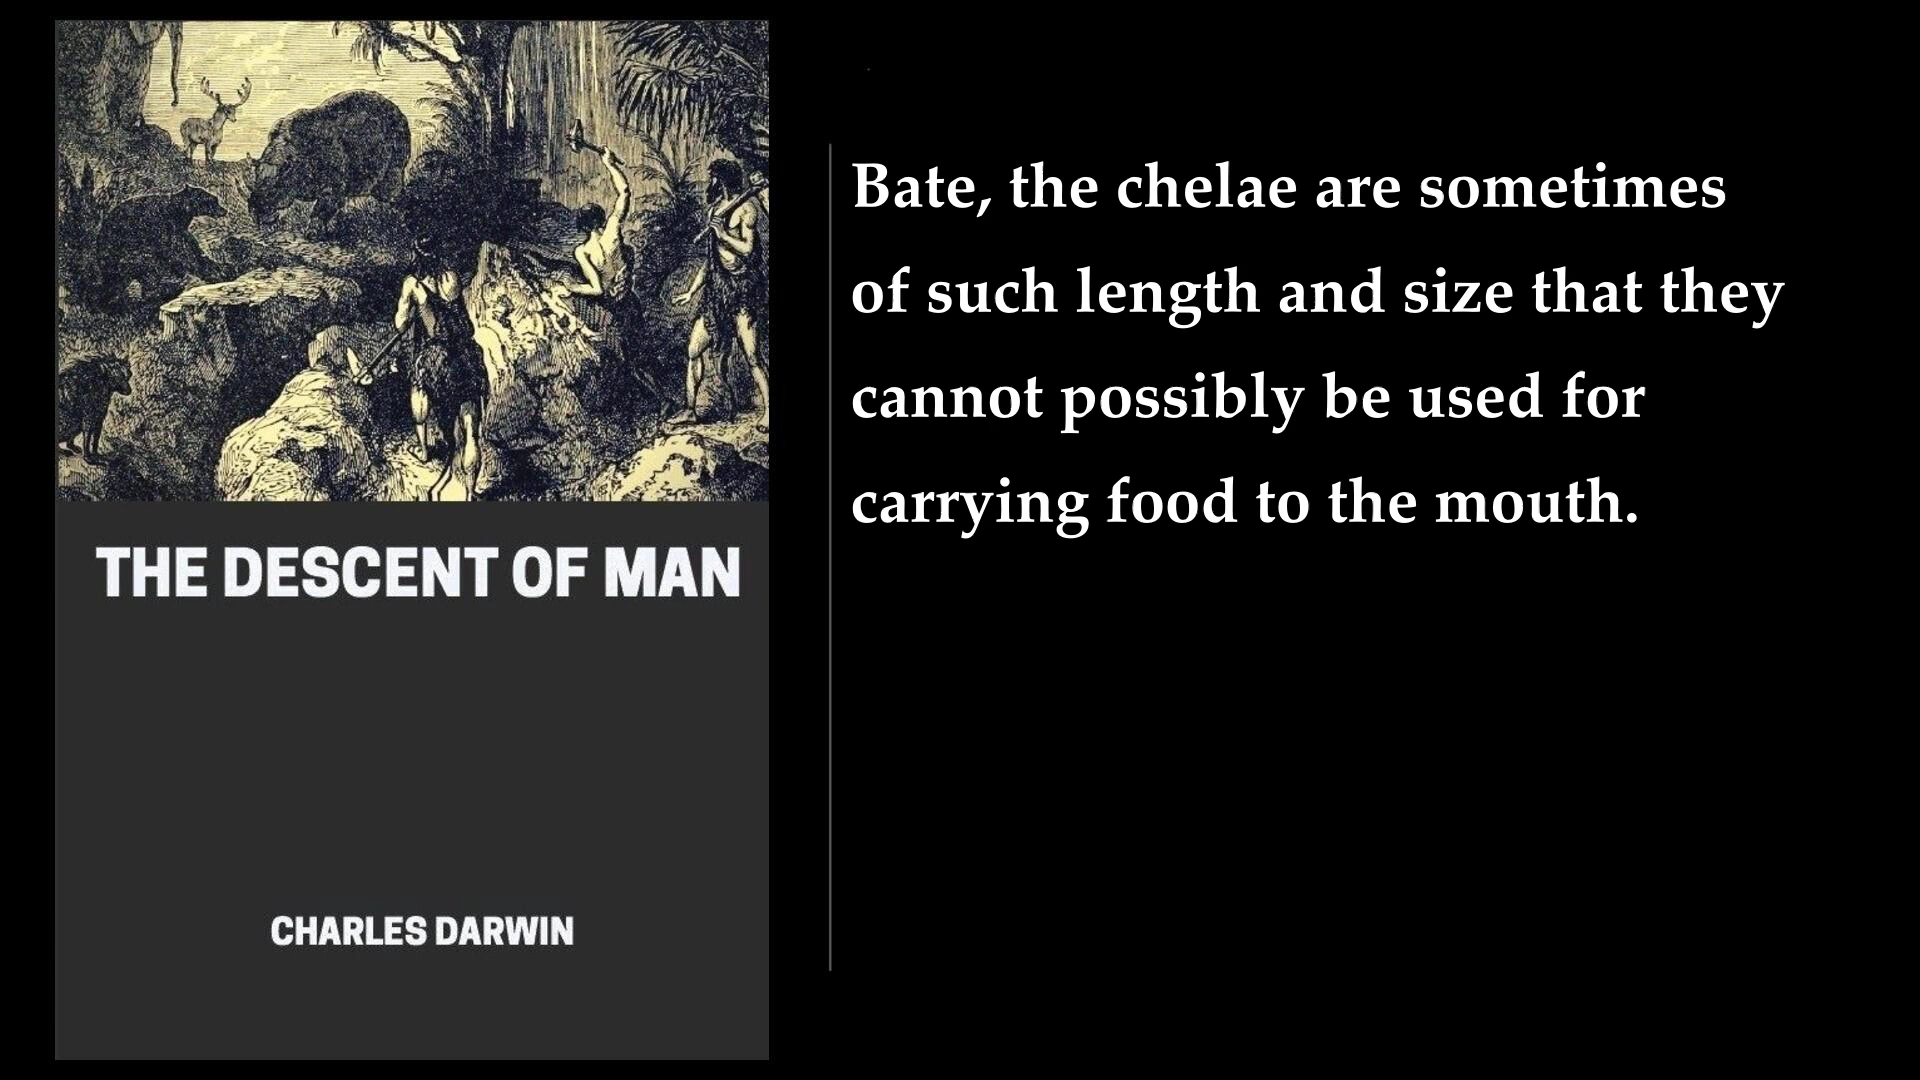 THE DESCENT OF MAN
CHARLES DARWIN
Bate, the chelae are sometimes
of such length and size that they
cannot possibly be used for
carrying food to the mouth.